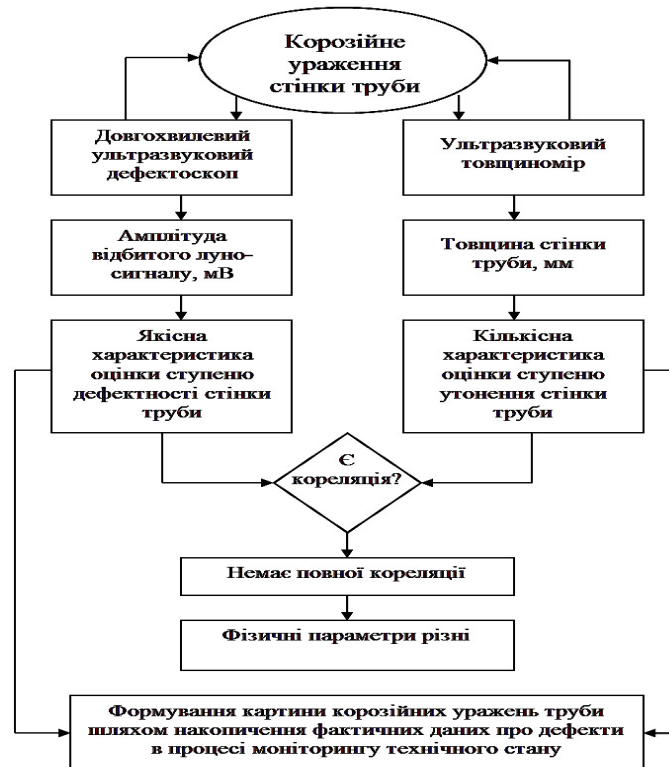 Корозійне
ураження
стінки труби
Довгохвилевий
ультразвуковий
дефектоскоп
Ультразвуковий
товщиномір
Амплітуда
відбитого луно–
сигналу, мВ
Товщина стінки
труби, мм
Якісна
характеристика
оцінки ступеню
дефектності стінки
труби
Кількісна
характеристика
оцінки ступеню
утонення стінки
труби
Є
кореляція?
Немає повної кореляції
Фізичні параметри різні
Формування картини корозійних уражень труби
шляхом накопичення фактичних даних про дефекти
в процесі моніторингу технічного стану